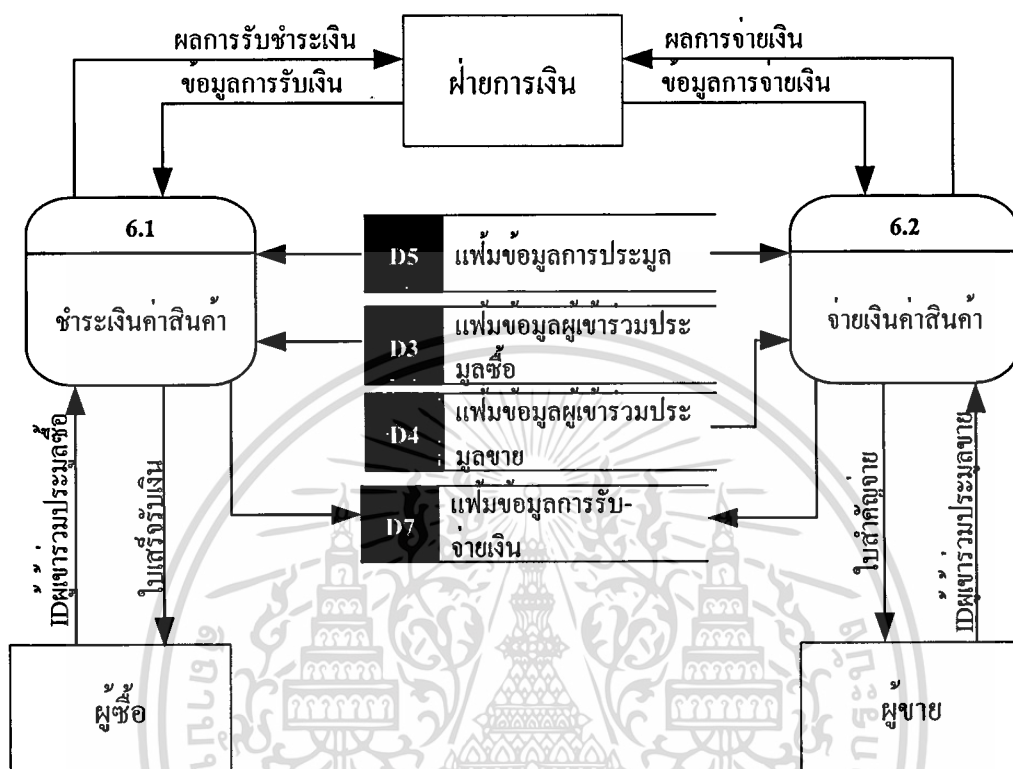 ผลการรับชำระเงิน
ข้อมูลการรับเงิน
ฝ่ายการเงิน
ผลการจ่ายเงิน
ข้อมูลการจ่ายเงิน
6.1
ชำระเงินค่าสินค้า
D5
แฟ้มข้อมูลการประมูล
D3
แฟ้มข้อมูลผู้เข้าร่วมประ
มูลซื้อ
D4
แฟ้มข้อมูลผู้เข้าร่วมประ
มูลขาย
D7
แฟ้มข้อมูลการรับ-
จ่ายเงิน
6.2
จ่ายเงินค่าสินค้า
IDผู้เข้าร่วมประมูลซื้อ
ใบเสร็จรับเงิน
ใบสำคัญจ่าย
IDผู้เข้าร่วมประมูลขาย
ผู้ซื้อ
ผู้ขาย